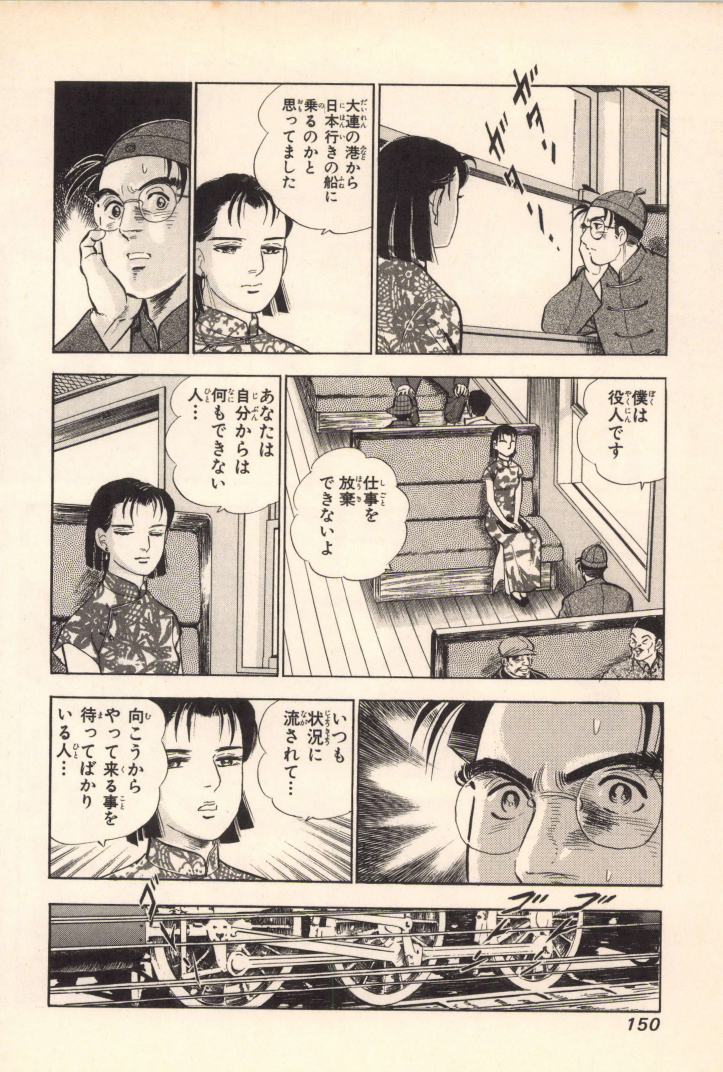 ガタン…
ガタン…
大連の港から
日本行きの船に
乗るのかと
思ってました
僕は
役人です
仕事を
放棄
できないよ
あなたは
自分からは
何もできない
人…
いつも
状況に
流されて…
向こうから
やって来る事を
待ってばかり
いる人…
150